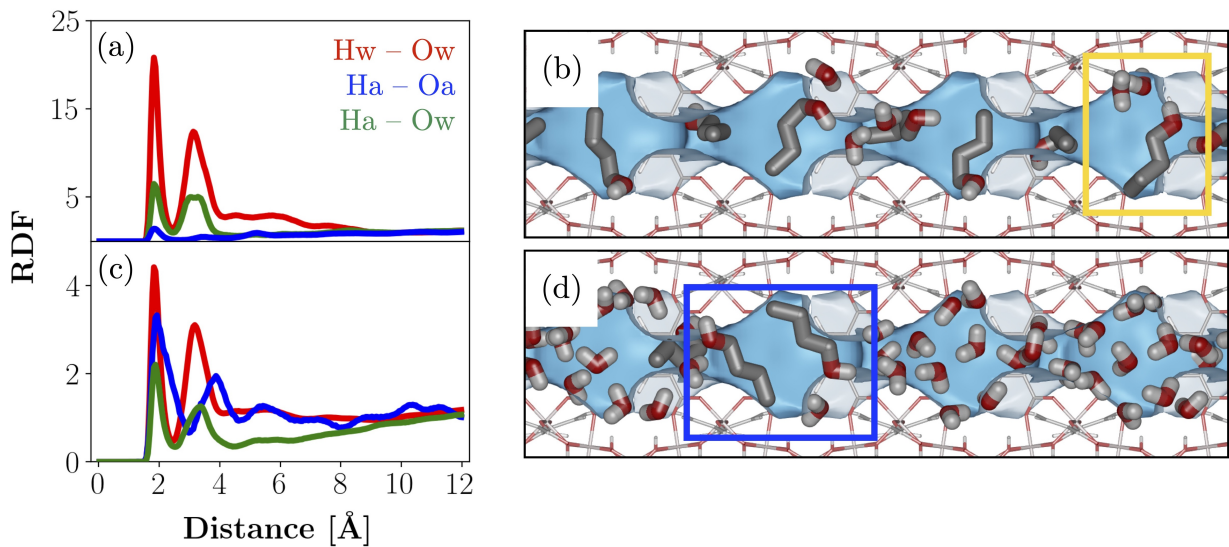 25
15
5
(a)
Hw – Ow
Ha – Oa
Ha – Ow
RDF
4
2
0
(c)
0 2 4 6 8 10 12
Distance [Å]
(b)
(d)